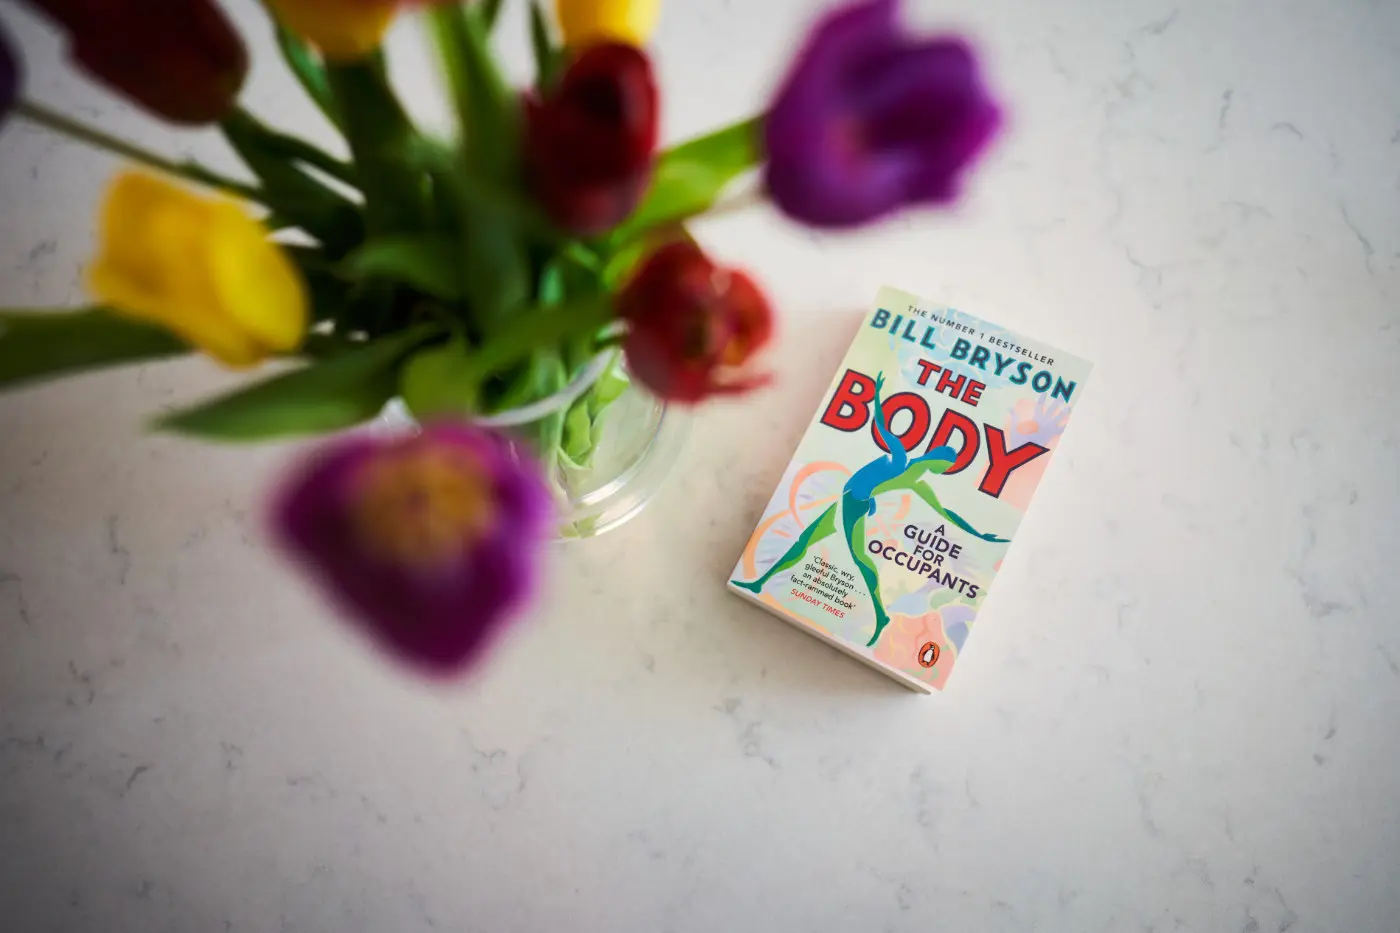 THE NUMBER 1 BESTSELLER
BILL BRYSON
THE
BODY
A
GUIDE
FOR
OCCUPANTS
'Classic, wry,
gleeful Bryson . . .
an absolutely
fact-rammed book'
SUNDAY TIMES